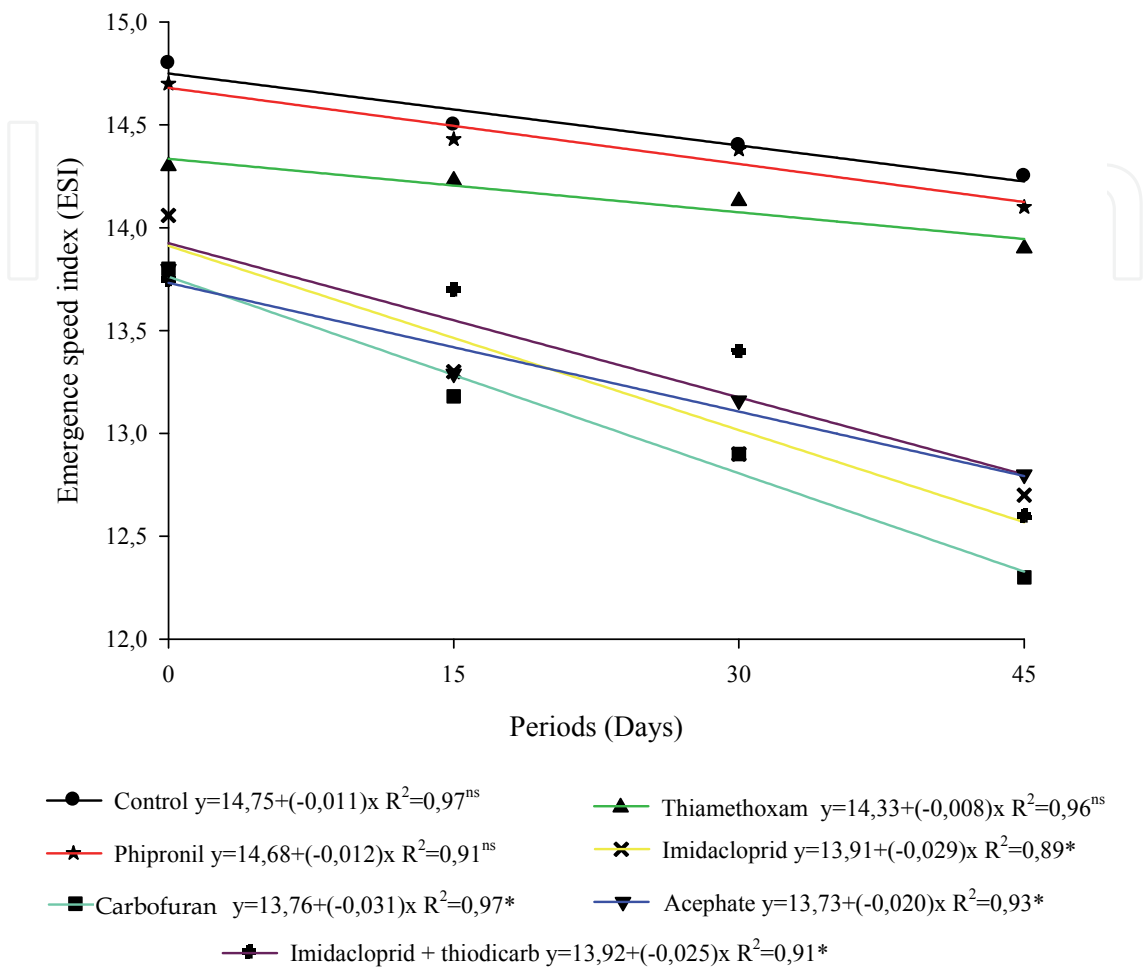 15,0
14,5
14,0
13,5
13,0
12,5
12,0
Emergence speed index (ESI)
0 15 30 45
Periods (Days)
Control y=14,75+(-0,011)x R²=0,97ⁿˢ
Thiamethoxam y=14,33+(-0,008)x R²=0,96ⁿˢ
Phipronil y=14,68+(-0,012)x R²=0,91ⁿˢ
Imidacloprid y=13,91+(-0,029)x R²=0,89*
Carbofuran y=13,76+(-0,031)x R²=0,97*
Acephate y=13,73+(-0,020)x R²=0,93*
Imidacloprid + thiodicarb y=13,92+(-0,025)x R²=0,91*